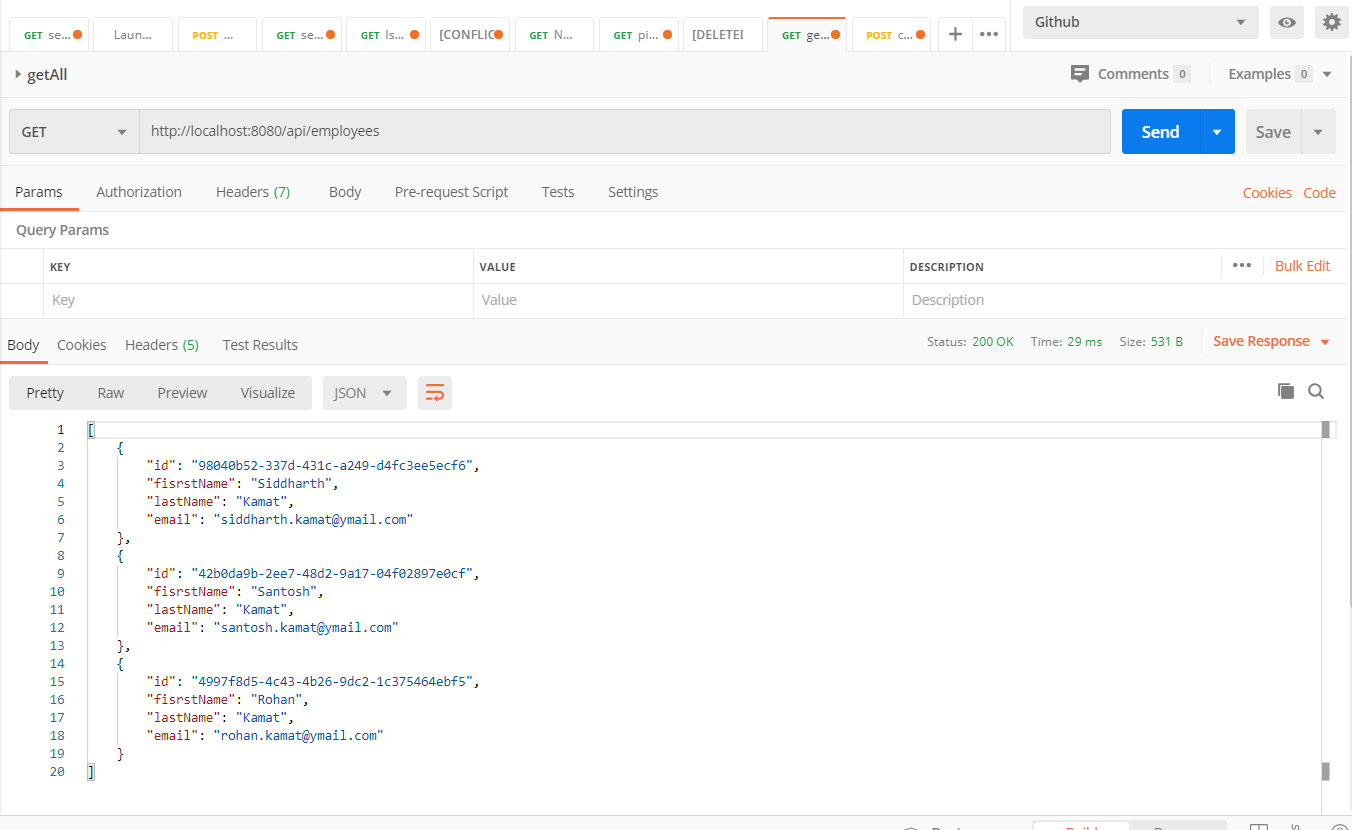 GET se... Laun... POST ... GET se... GET ls... [CONFLIC GET N... GET pi... [DELETE GET ge... POST c... + ••• Github
getAll Comments 0 Examples 0
GET http://localhost:8080/api/employees Send Save
Params Authorization Headers (7) Body Pre-request Script Tests Settings Cookies Code
Query Params
KEY VALUE DESCRIPTION ••• Bulk Edit
Key Value Description
Body Cookies Headers (5) Test Results Status: 200 OK Time: 29 ms Size: 531 B Save Response
Pretty Raw Preview Visualize JSON
1 [
2 {
3 "id": "98040b52-337d-431c-a249-d4fc3ee5ecf6",
4 "fisrstName": "Siddharth",
5 "lastName": "Kamat",
6 "email": "siddharth.kamat@ymail.com"
7 },
8 {
9 "id": "42b0da9b-2ee7-48d2-9a17-04f02897e0cf",
10 "fisrstName": "Santosh",
11 "lastName": "Kamat",
12 "email": "santosh.kamat@ymail.com"
13 },
14 {
15 "id": "4997f8d5-4c43-4b26-9dc2-1c375464ebf5",
16 "fisrstName": "Rohan",
17 "lastName": "Kamat",
18 "email": "rohan.kamat@ymail.com"
19 }
20 ]